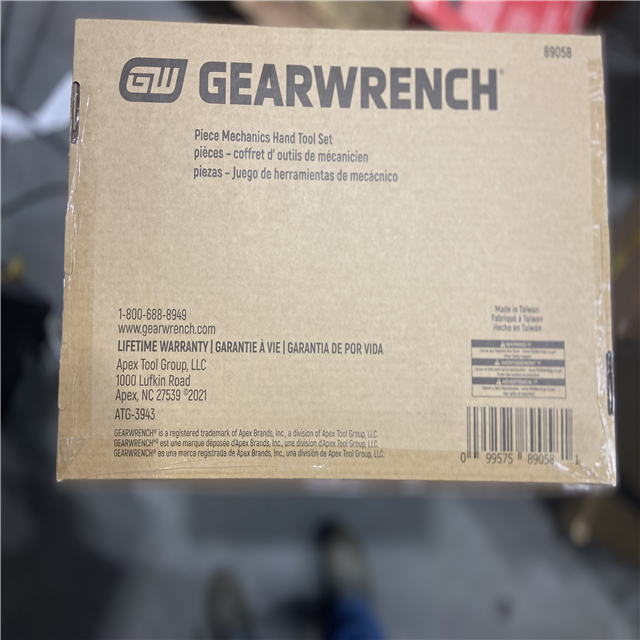 89058
GW GEARWRENCH®
Piece Mechanics Hand Tool Set
pièces – coffret d' outils de mécanicien
piezas – Juego de herramientas de mecácnico
1-800-688-8949
www.gearwrench.com
LIFETIME WARRANTY | GARANTIE À VIE | GARANTIA DE POR VIDA
Apex Tool Group, LLC
1000 Lufkin Road
Apex, NC 27539 ©2021
ATG-3943
GEARWRENCH® is a registered trademark of Apex Brands, Inc., a division of Apex Tool Group, LLC.
GEARWRENCH® est une marque déposée d'Apex Brands, Inc., une division d'Apex Tool Group, LLC.
GEARWRENCH® as una marca registrada de Apex Brands, Inc., una división de Apex Tool Group, LLC.
Made in Taiwan
Fabriqué à Taiwan
Hecho en Taiwán
WARNING
AVERTISSEMENT
ADVERTENCIA
0 99575 89058 1